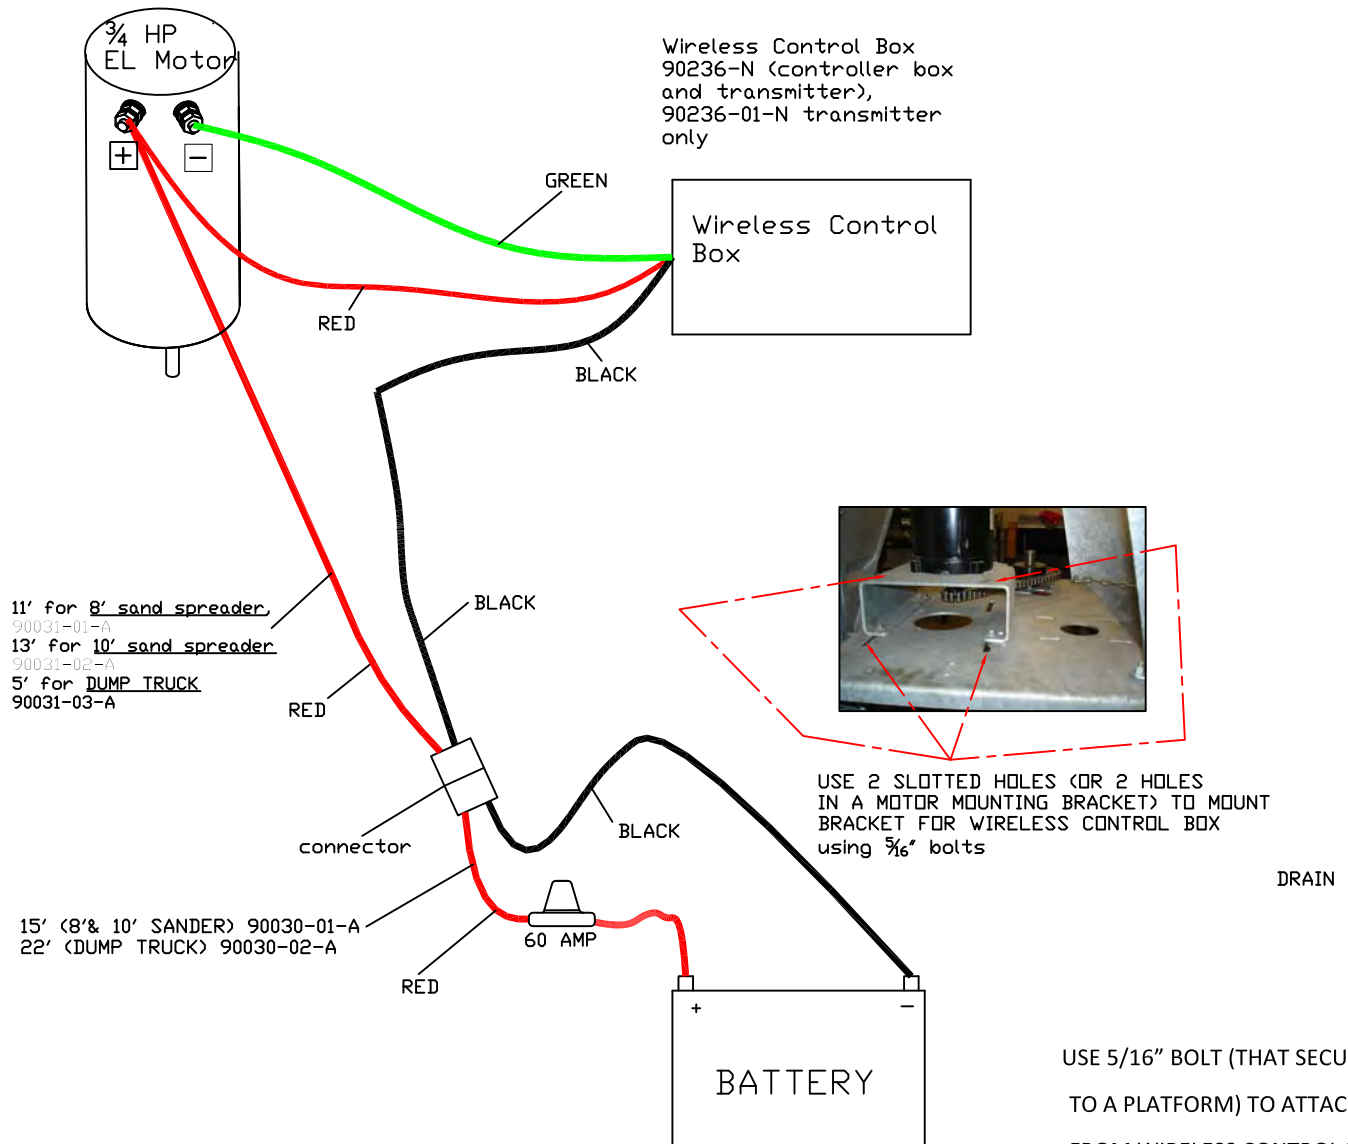 3/4 HP
EL Motor
+
−
Wireless Control Box
90236-N (controller box
and transmitter),
90236-01-N transmitter
only
GREEN
Wireless Control
Box
RED
BLACK
11' for 8' sand spreader,
90031-01-A
13' for 10' sand spreader
90031-02-A
5' for DUMP TRUCK
90031-03-A
BLACK
RED
connector
BLACK
USE 2 SLOTTED HOLES (OR 2 HOLES
IN A MOTOR MOUNTING BRACKET) TO MOUNT
BRACKET FOR WIRELESS CONTROL BOX
using 5/16" bolts
DRAIN
15' (8'& 10' SANDER) 90030-01-A
22' (DUMP TRUCK) 90030-02-A
60 AMP
RED
+
−
BATTERY
USE 5/16” BOLT (THAT SECU
TO A PLATFORM) TO ATTAC
FROM WIRELESS CONTROL